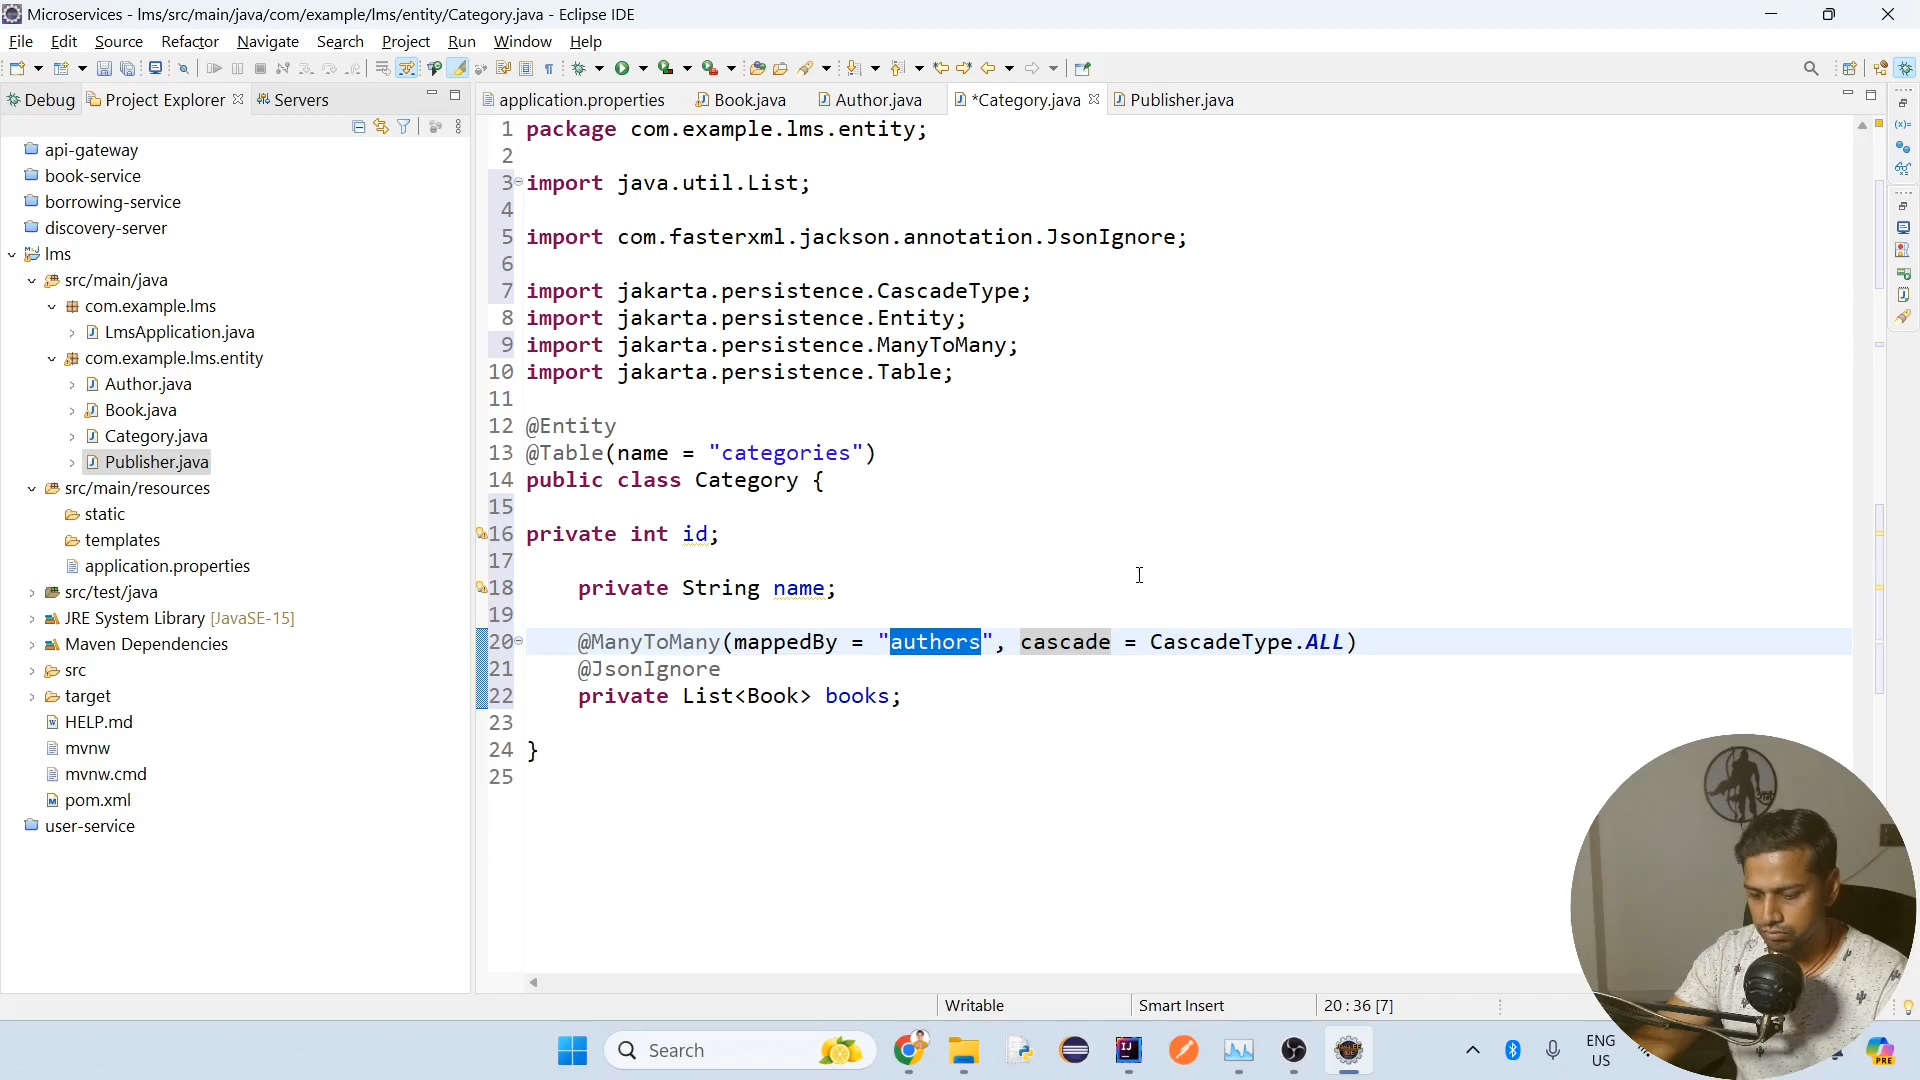 Microservices - lms/src/main/java/com/example/lms/entity/Category.java - Eclipse IDE
File Edit Source Refactor Navigate Search Project Run Window Help
Debug Project Explorer Servers
application.properties Book.java Author.java *Category.java Publisher.java
api-gateway
book-service
borrowing-service
discovery-server
lms
src/main/java
com.example.lms
LmsApplication.java
com.example.lms.entity
Author.java
Book.java
Category.java
Publisher.java
src/main/resources
static
templates
application.properties
src/test/java
JRE System Library [JavaSE-15]
Maven Dependencies
src
target
HELP.md
mvnw
mvnw.cmd
pom.xml
user-service
1 package com.example.lms.entity;
2
3 import java.util.List;
4
5 import com.fasterxml.jackson.annotation.JsonIgnore;
6
7 import jakarta.persistence.CascadeType;
8 import jakarta.persistence.Entity;
9 import jakarta.persistence.ManyToMany;
10 import jakarta.persistence.Table;
11
12 @Entity
13 @Table(name = "categories")
14 public class Category {
15
16 private int id;
17
18 private String name;
19
20 @ManyToMany(mappedBy = "authors", cascade = CascadeType.ALL)
21 @JsonIgnore
22 private List<Book> books;
23
24 }
25
Writable Smart Insert 20 : 36 [7]
Search
ENG
US
PRE